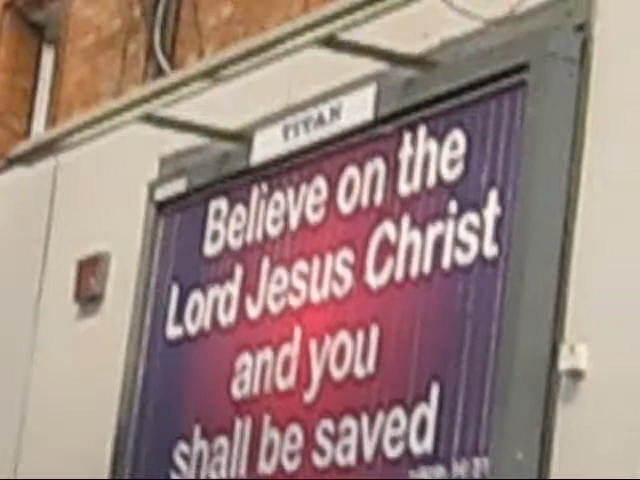 TITAN
Believe on the
Lord Jesus Christ
and you
shall be saved